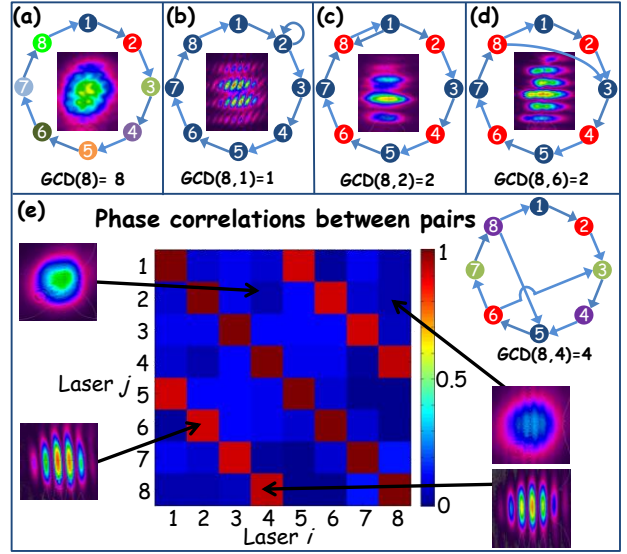 (a) (b) (c) (d)
1 2 3 4 5 6 7 8
1 2 3 4 5 6 7 8
1 2 3 4 5 6 7 8
1 2 3 4 5 6 7 8
GCD(8)= 8 GCD(8,1)=1 GCD(8,2)=2 GCD(8,6)=2
(e) Phase correlations between pairs
1 2 3 4 5 6 7 8
GCD(8,4)=4
Laser j
1
2
3
4
5
6
7
8
1 2 3 4 5 6 7 8
Laser i
1
0.5
0